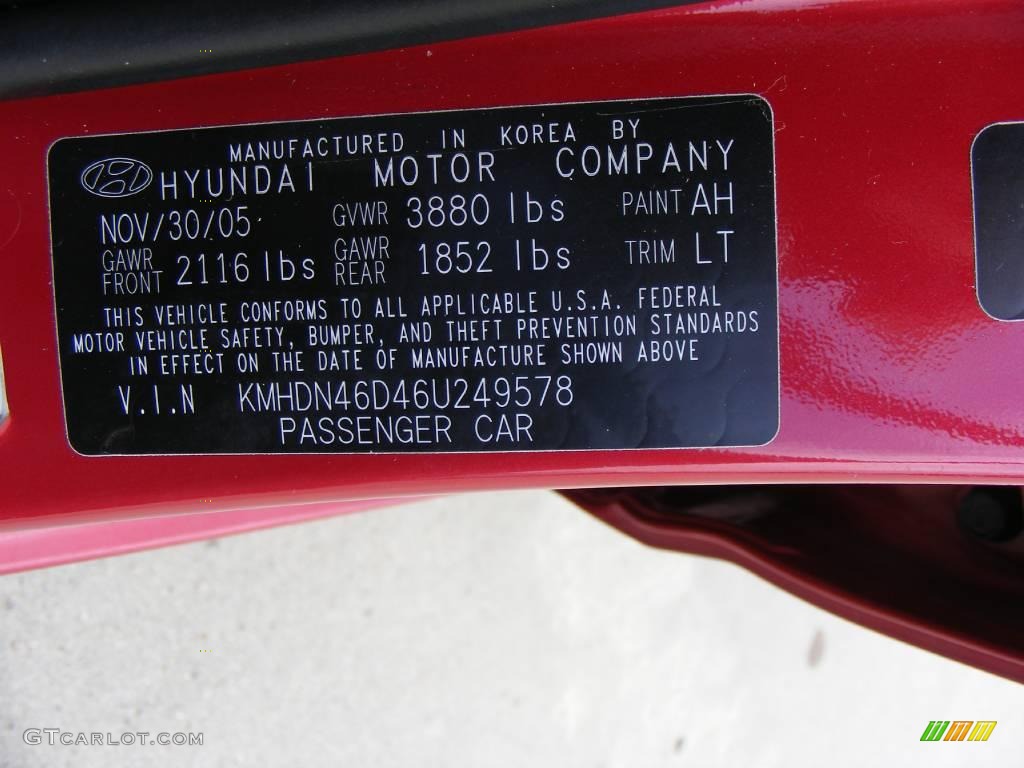 MANUFACTURED IN KOREA BY
HYUNDAI MOTOR COMPANY
NOV/30/05 GVWR 3880 lbs PAINT AH
GAWR FRONT 2116 lbs GAWR REAR 1852 lbs TRIM LT
THIS VEHICLE CONFORMS TO ALL APPLICABLE U.S.A. FEDERAL
MOTOR VEHICLE SAFETY, BUMPER, AND THEFT PREVENTION STANDARDS
IN EFFECT ON THE DATE OF MANUFACTURE SHOWN ABOVE
V.I.N KMHDN46D46U249578
PASSENGER CAR
GTCARLOT.COM